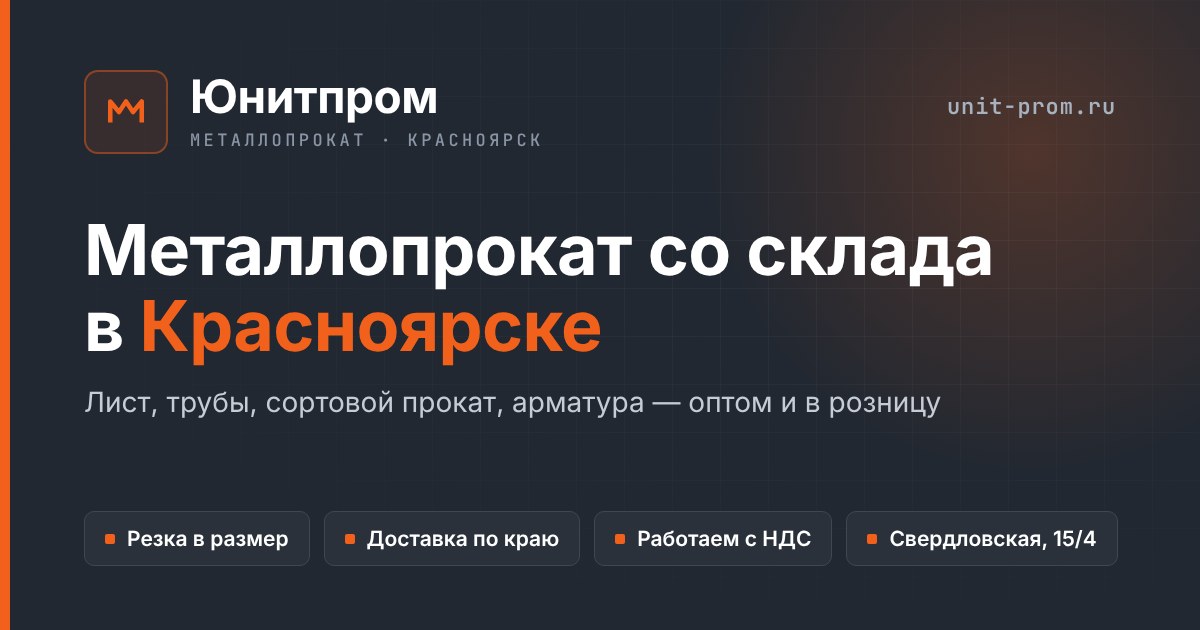 Юнитпром
МЕТАЛЛОПРОКАТ · КРАСНОЯРСК
unit-prom.ru
Металлопрокат со склада
в Красноярске
Лист, трубы, сортовой прокат, арматура — оптом и в розницу
Резка в размер
Доставка по краю
Работаем с НДС
Свердловская, 15/4